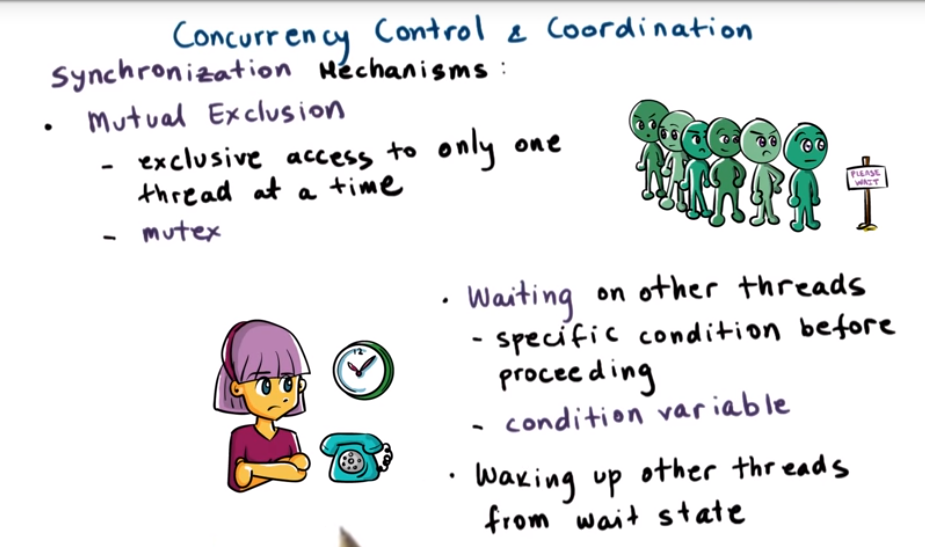 Concurrency Control & Coordination
Synchronization Mechanisms:
• Mutual Exclusion
- exclusive access to only one
thread at a time
- mutex
PLEASE
WAIT
• Waiting on other threads
- specific condition before
proceeding
- condition variable
12
• Waking up other threads
from wait state